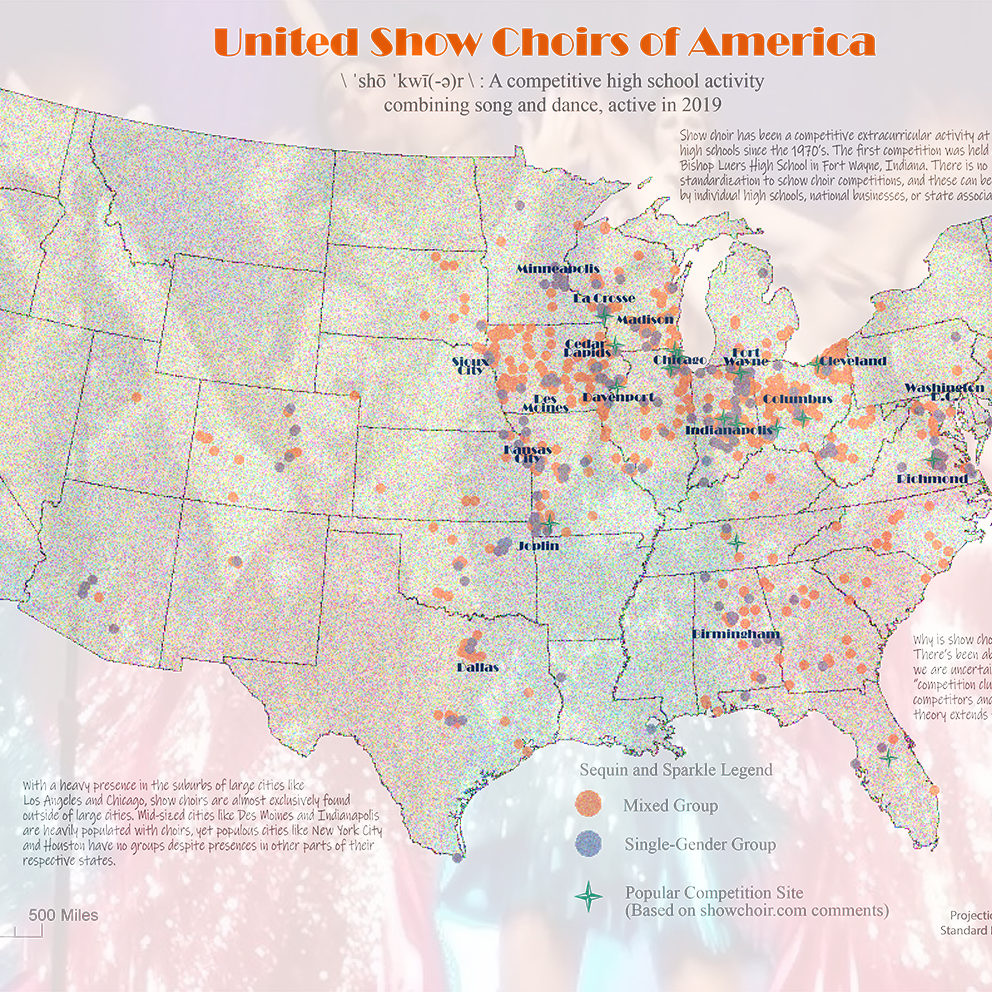 United Show Choirs of America
\ ˈshō ˈkwī(-ə)r \ : A competitive high school activity
combining song and dance, active in 2019
Show choir has been a competitive extracurricular activity at
high schools since the 1970's. The first competition was held
Bishop Luers High School in Fort Wayne, Indiana. There is no
standardization to schow choir competitions, and these can be
by individual high schools, national businesses, or state associa
Minneapolis
La Crosse
Madison
Cedar
Rapids
Sioux
City
Chicago
Fort
Wayne
Cleveland
Des
Moines
Davenport
Columbus
Washington
D.C.
Indianapolis
Kansas
City
Richmond
Joplin
Birmingham
Dallas
Why is show cho
There's been ab
we are uncertai
"competition clu
competitors and
theory extends
With a heavy presence in the suburbs of large cities like
Los Angeles and Chicago, show choirs are almost exclusively found
outside of large cities. Mid-sized cities like Des Moines and Indianapolis
are heavily populated with choirs, yet populous cities like New York City
and Houston have no groups despite presences in other parts of their
respective states.
Sequin and Sparkle Legend
Mixed Group
Single-Gender Group
Popular Competition Site
(Based on showchoir.com comments)
500 Miles
Projectio
Standard